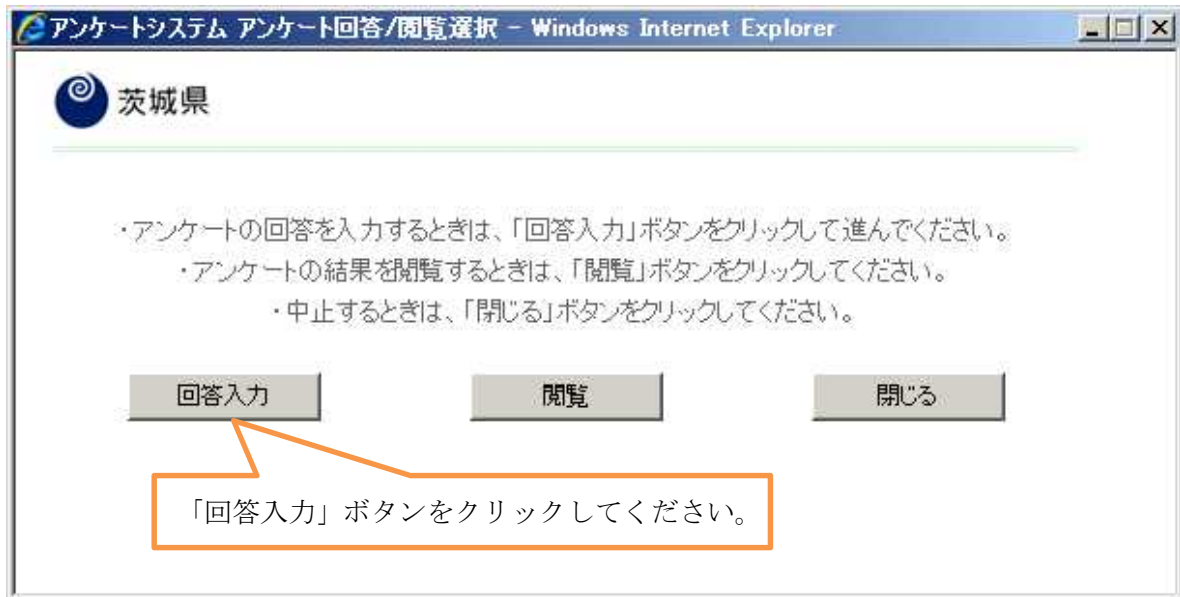 アンケートシステム アンケート回答/閲覧選択 - Windows Internet Explorer
茨城県
・アンケートの回答を入力するときは、「回答入力」ボタンをクリックして進んでください。
・アンケートの結果を閲覧するときは、「閲覧」ボタンをクリックしてください。
・中止するときは、「閉じる」ボタンをクリックしてください。
回答入力 閲覧 閉じる
「回答入力」ボタンをクリックしてください。